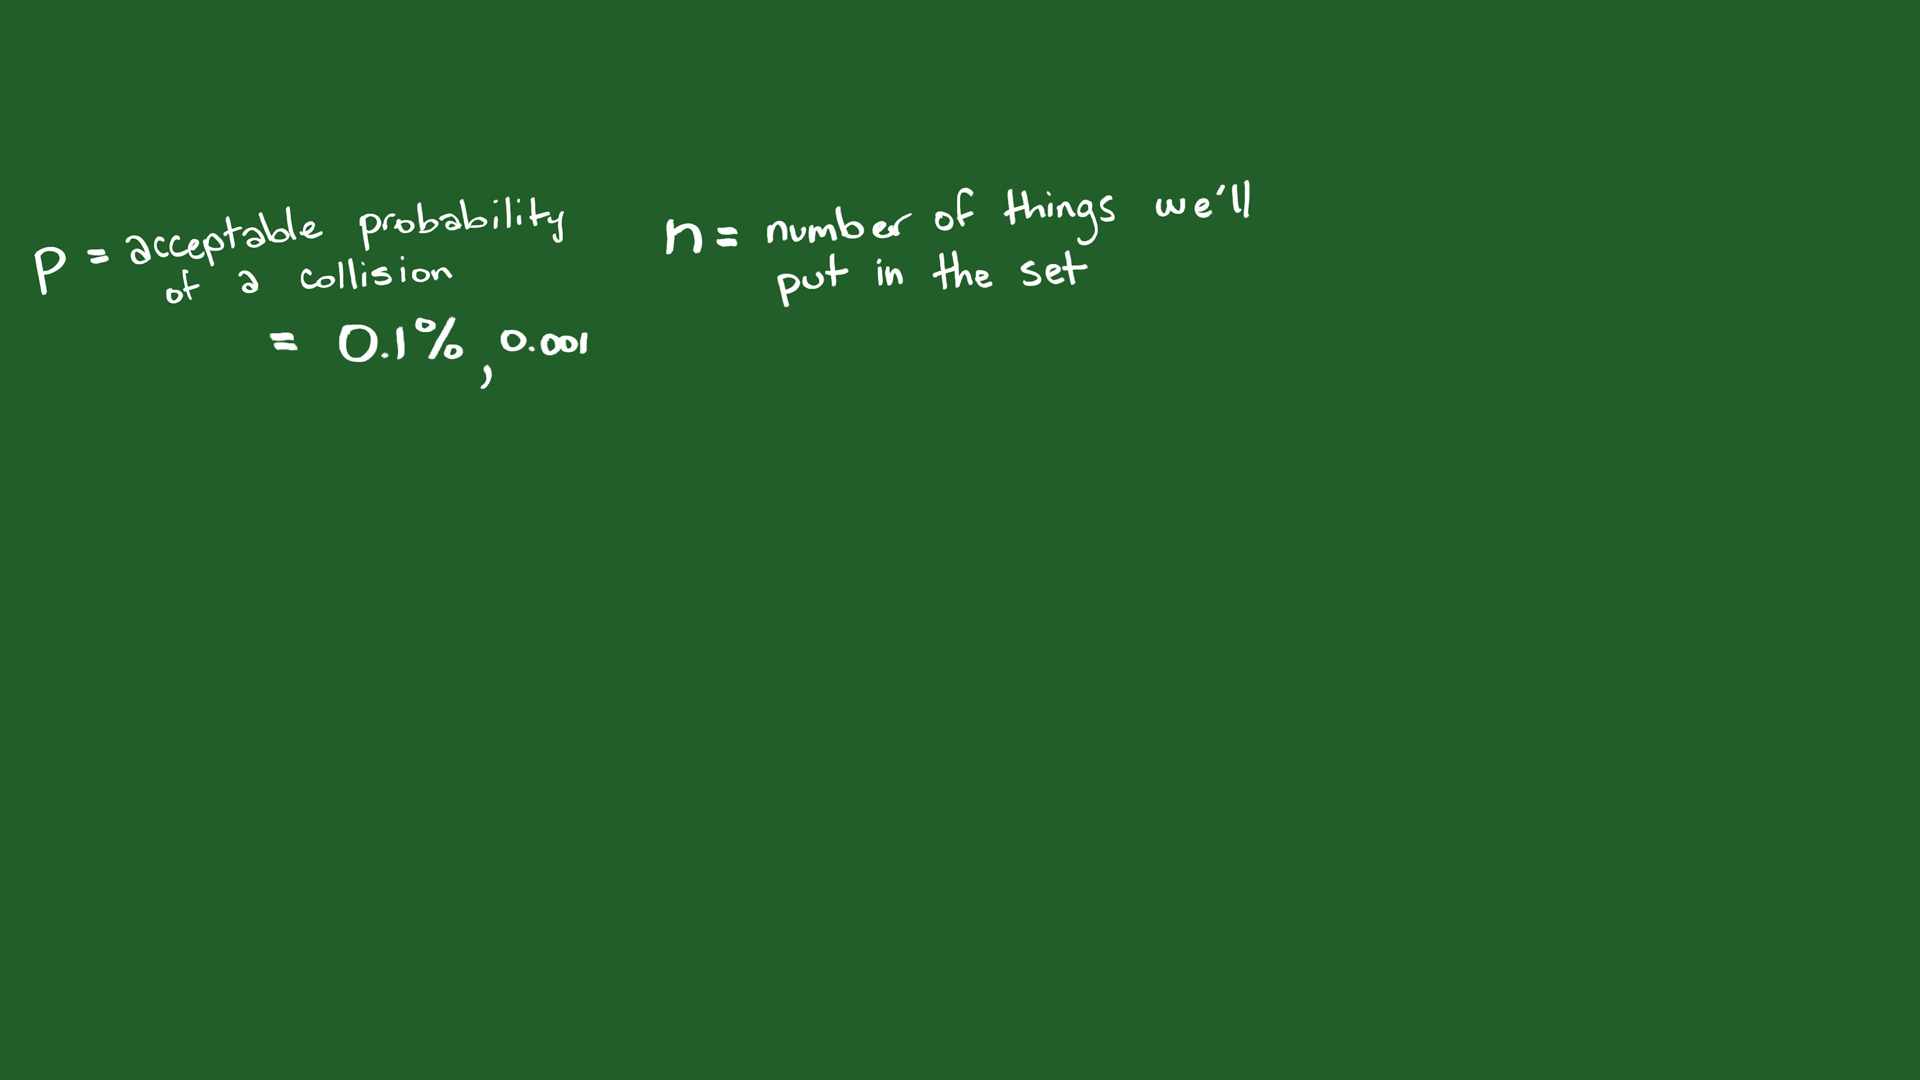 P = acceptable probability
of a collision
= 0.1%, 0.001
n = number of things we'll
put in the set